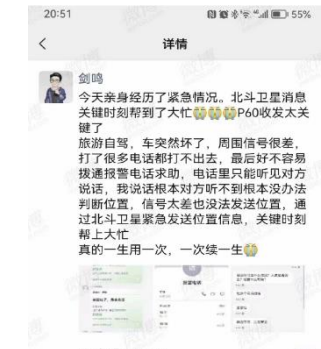 20:51
55%
详情
剑鸣
今天亲身经历了紧急情况。北斗卫星消息
关键时刻帮到了大忙😭😭😭P60收发太关
键了
旅游自驾，车突然坏了，周围信号很差，
打了很多电话都打不出去，最后好不容易
拨通报警电话求助，电话里只能听见对方
说话，我说话根本对方听不到根本没办法
判断位置，信号太差也没法发送位置信息，通
过北斗卫星紧急发送位置信息，关键时刻
帮上大忙
真的一生用一次，一次续一生😭